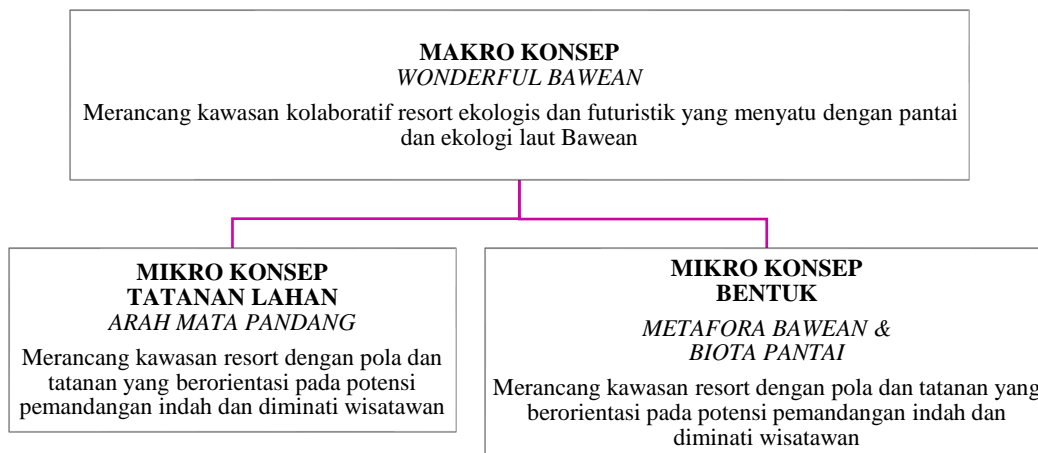 MAKRO KONSEP
WONDERFUL BAWEAN
Merancang kawasan kolaboratif resort ekologis dan futuristik yang menyatu dengan pantai
dan ekologi laut Bawean
MIKRO KONSEP
TATANAN LAHAN
ARAH MATA PANDANG
Merancang kawasan resort dengan pola dan
tatanan yang berorientasi pada potensi
pemandangan indah dan diminati wisatawan
MIKRO KONSEP
BENTUK
METAFORA BAWEAN &
BIOTA PANTAI
Merancang kawasan resort dengan pola dan tatanan yang
berorientasi pada potensi pemandangan indah dan
diminati wisatawan